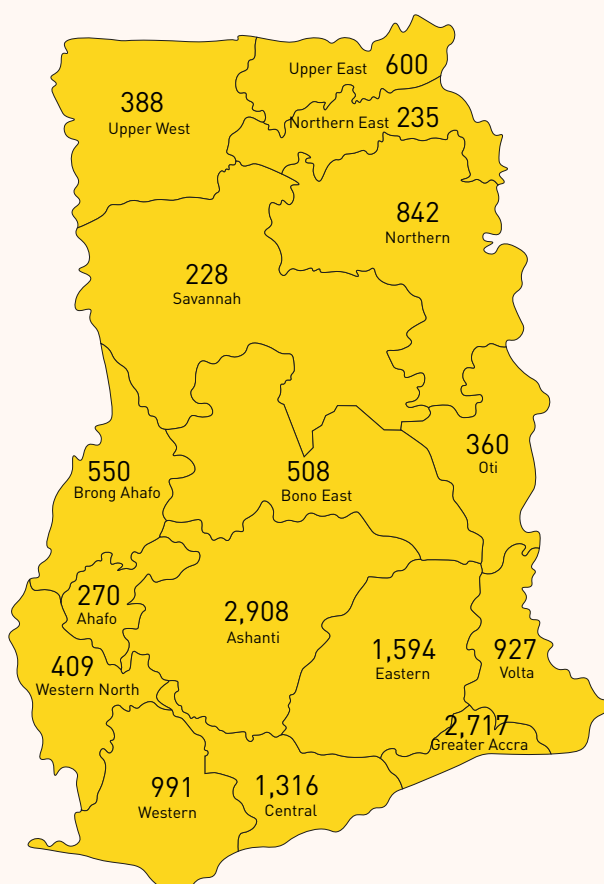 Upper East 600
388
Upper West
Northern East 235
842
Northern
228
Savannah
360
Oti
550
Brong Ahafo
508
Bono East
270
Ahafo
2,908
Ashanti
1,594
Eastern
927
Volta
409
Western North
2,717
Greater Accra
991
Western
1,316
Central